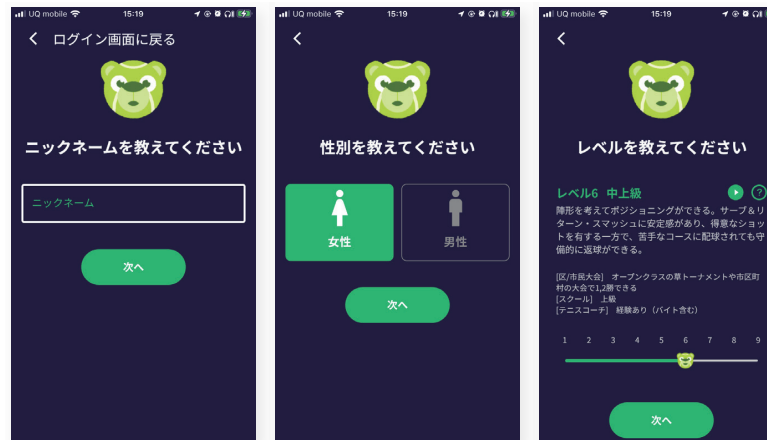 UQ mobile 15:19
ログイン画面に戻る
ニックネームを教えてください
ニックネーム
次へ
UQ mobile 15:19
性別を教えてください
女性
男性
次へ
UQ mobile 15:19
レベルを教えてください
レベル6 中上級
陣形を考えてポジショニングができる。サーブ&リ
ターン・スマッシュに安定感があり、得意なショッ
トを有する一方で、苦手なコースに配球されても守
備的に返球ができる。
[区/市民大会] オープンクラスの草トーナメントや市区町
村の大会で1,2勝できる
[スクール] 上級
[テニスコーチ] 経験あり（バイト含む）
1 2 3 4 5 6 7 8 9
次へ